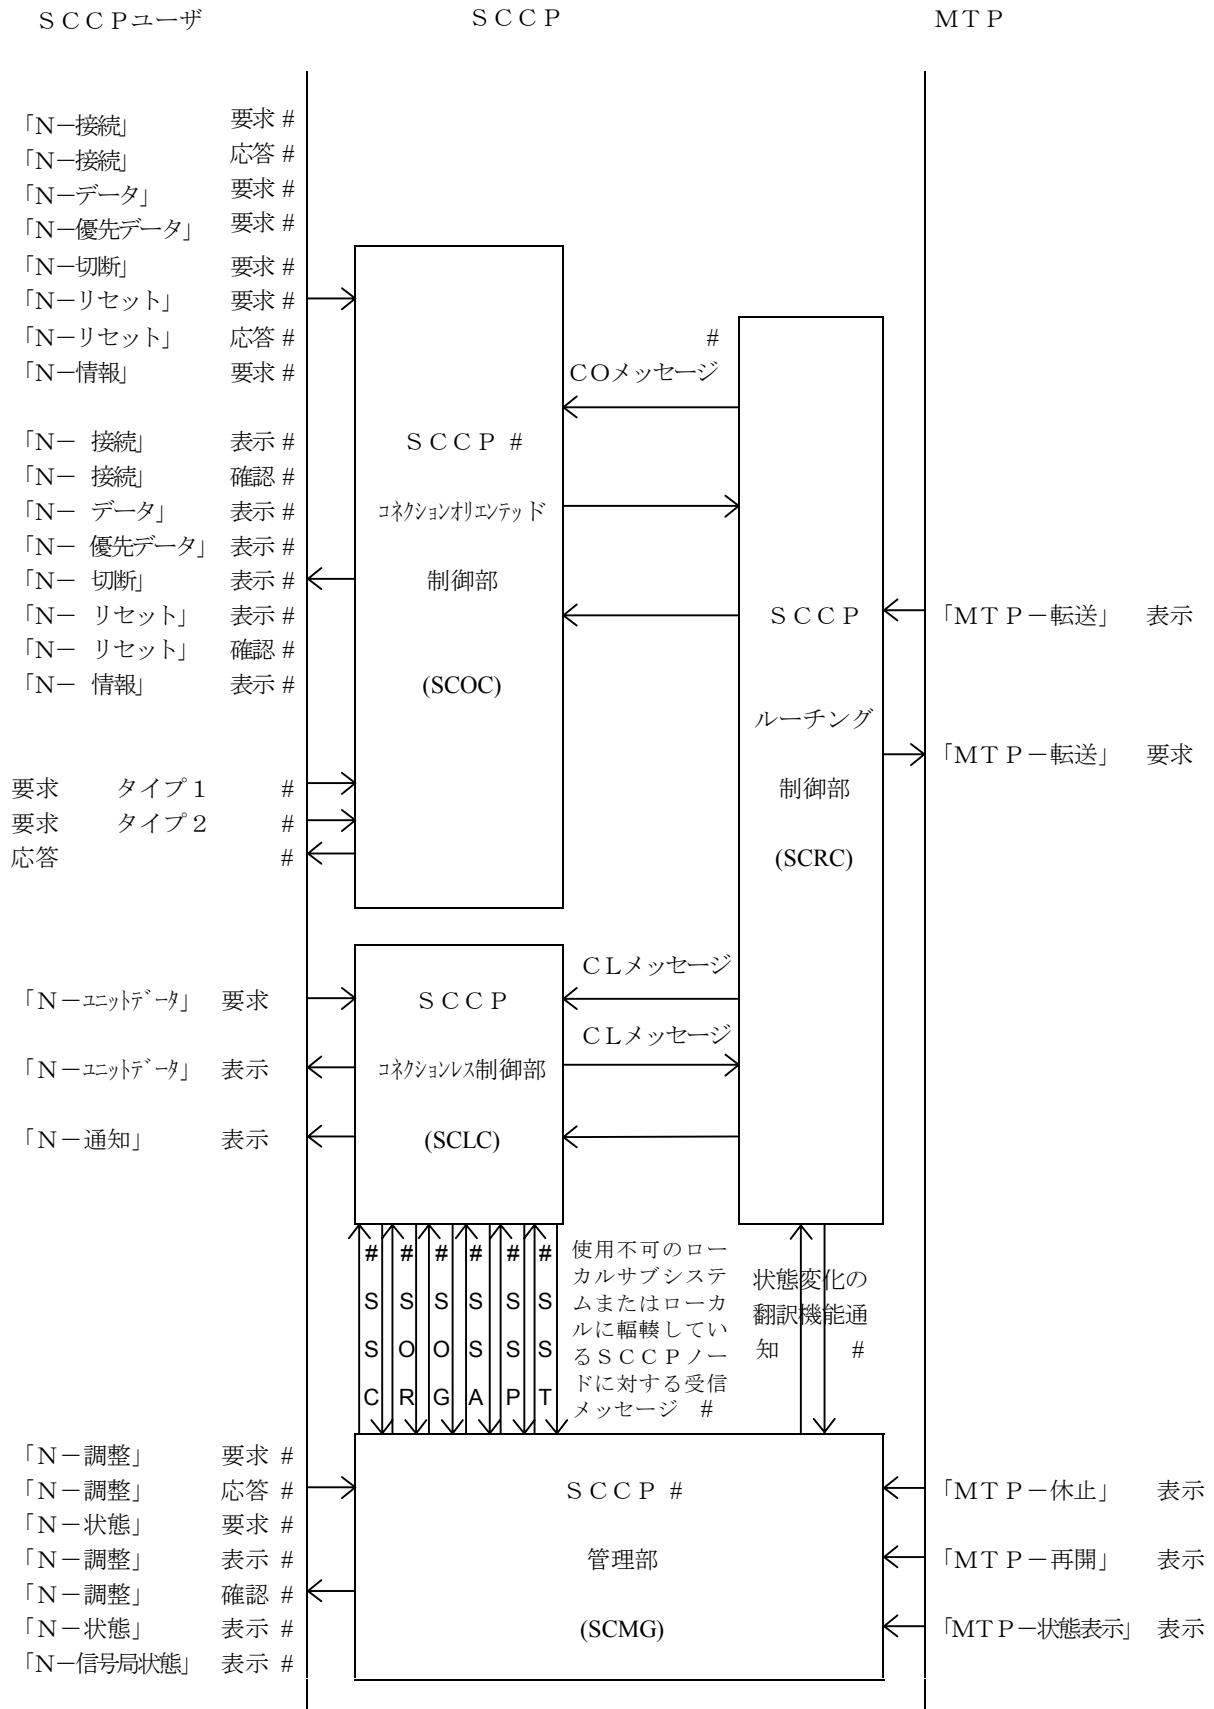 ＳＣＣＰユーザ
ＳＣＣＰ
ＭＴＰ
「Ｎ－接続」 要求 #
「Ｎ－接続」 応答 #
「Ｎ－データ」 要求 #
「Ｎ－優先データ」 要求 #
「Ｎ－切断」 要求 #
「Ｎ－リセット」 要求 #
「Ｎ－リセット」 応答 #
「Ｎ－情報」 要求 #
「Ｎ－ 接続」 表示 #
「Ｎ－ 接続」 確認 #
「Ｎ－ データ」 表示 #
「Ｎ－ 優先データ」 表示 #
「Ｎ－ 切断」 表示 #
「Ｎ－ リセット」 表示 #
「Ｎ－ リセット」 確認 #
「Ｎ－ 情報」 表示 #
要求 タイプ１ #
要求 タイプ２ #
応答 #
ＳＣＣＰ #
ｺﾈｸｼｮﾝｵﾘｴﾝﾃｯﾄﾞ
制御部
(SCOC)
#
ＣＯメッセージ
ＳＣＣＰ
ルーチング
制御部
(SCRC)
「ＭＴＰ－転送」 表示
「ＭＴＰ－転送」 要求
「Ｎ－ﾕﾆｯﾄﾃﾞｰﾀ」 要求
「Ｎ－ﾕﾆｯﾄﾃﾞｰﾀ」 表示
「Ｎ－通知」 表示
ＳＣＣＰ
ｺﾈｸｼｮﾝﾚｽ制御部
(SCLC)
ＣＬメッセージ
ＣＬメッセージ
#SSC
#SOR
#SOG
#SSA
#SSP
#SST
使用不可のロー
カルサブシステ
ムまたはローカ
ルに輻輳してい
るＳＣＣＰノー
ドに対する受信
メッセージ #
状態変化の
翻訳機能通
知 #
「Ｎ－調整」 要求 #
「Ｎ－調整」 応答 #
「Ｎ－状態」 要求 #
「Ｎ－調整」 表示 #
「Ｎ－調整」 確認 #
「Ｎ－状態」 表示 #
「Ｎ－信号局状態」 表示 #
ＳＣＣＰ #
管理部
(SCMG)
「ＭＴＰ－休止」 表示
「ＭＴＰ－再開」 表示
「ＭＴＰ－状態表示」 表示